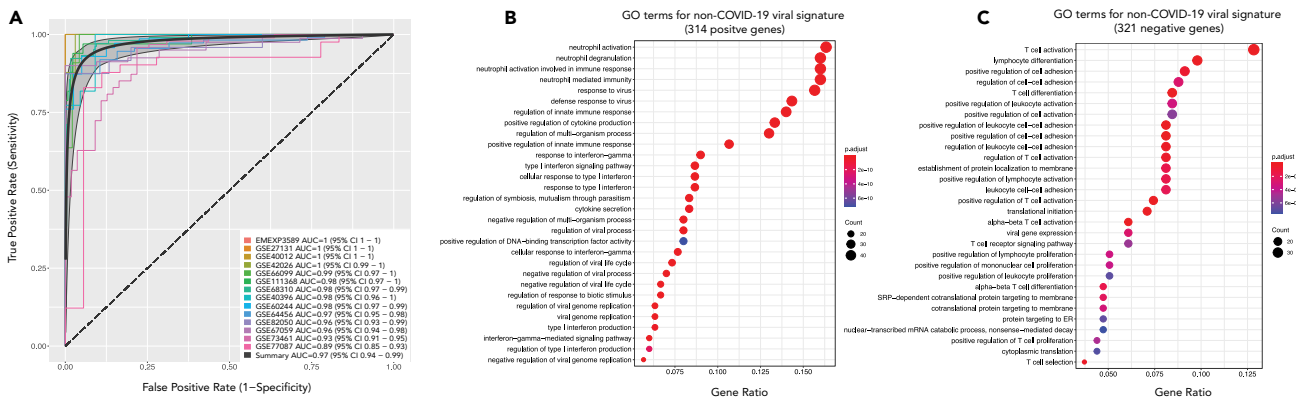 A
True Positive Rate (Sensitivity)
1.00
0.75
0.50
0.25
0.00
0.00
0.25
0.50
0.75
1.00
False Positive Rate (1−Specificity)
EMEXP3589 AUC=1 (95% CI 1 − 1)
GSE27131 AUC=1 (95% CI 1 − 1)
GSE40012 AUC=1 (95% CI 1 − 1)
GSE42026 AUC=1 (95% CI 0.99 − 1)
GSE66099 AUC=0.99 (95% CI 0.97 − 1)
GSE111368 AUC=0.98 (95% CI 0.97 − 1)
GSE68310 AUC=0.98 (95% CI 0.97 − 0.99)
GSE40396 AUC=0.98 (95% CI 0.96 − 1)
GSE60244 AUC=0.98 (95% CI 0.97 − 0.99)
GSE64456 AUC=0.97 (95% CI 0.95 − 0.98)
GSE82050 AUC=0.96 (95% CI 0.93 − 0.99)
GSE67059 AUC=0.96 (95% CI 0.94 − 0.98)
GSE73461 AUC=0.93 (95% CI 0.91 − 0.95)
GSE77087 AUC=0.89 (95% CI 0.85 − 0.93)
Summary AUC=0.97 (95% CI 0.94 − 0.99)
B
GO terms for non-COVID-19 viral signature
(314 positve genes)
neutrophil activation
neutrophil degranulation
neutrophil activation involved in immune response
neutrophil mediated immunity
response to virus
defense response to virus
regulation of innate immune response
positive regulation of cytokine production
regulation of multi-organism process
positive regulation of innate immune response
response to interferon-gamma
type I interferon signaling pathway
cellular response to type I interferon
response to type I interferon
regulation of symbiosis, mutualism through parasitism
cytokine secretion
negative regulation of multi-organism process
regulation of viral process
positive regulation of DNA-binding transcription factor activity
cellular response to interferon-gamma
regulation of viral life cycle
negative regulation of viral process
negative regulation of viral life cycle
regulation of response to biotic stimulus
regulation of viral genome replication
viral genome replication
type I interferon production
interferon-gamma-mediated signaling pathway
regulation of type I interferon production
negative regulation of viral genome replication
0,075
0,100
0,125
0,150
Gene Ratio
p.adjust
2e-10
4e-10
6e-10
Count
20
30
40
C
GO terms for non-COVID-19 viral signature
(321 negative genes)
T cell activation
lymphocyte differentiation
positive regulation of cell adhesion
regulation of cell-cell adhesion
T cell differentiation
positive regulation of leukocyte activation
positive regulation of cell activation
positive regulation of leukocyte cell-cell adhesion
positive regulation of cell-cell adhesion
regulation of leukocyte cell-cell adhesion
regulation of T cell activation
establishment of protein localization to membrane
positive regulation of lymphocyte activation
leukocyte cell-cell adhesion
positive regulation of T cell activation
translational initiation
alpha-beta T cell activation
viral gene expression
T cell receptor signaling pathway
positive regulation of lymphocyte proliferation
positive regulation of mononuclear cell proliferation
positive regulation of leukocyte proliferation
alpha-beta T cell differentiation
SRP-dependent cotranslational protein targeting to membrane
cotranslational protein targeting to membrane
protein targeting to ER
nuclear-transcribed mRNA catabolic process, nonsense-mediated decay
positive regulation of T cell proliferation
cytoplasmic translation
T cell selection
0,050
0,075
0,100
0,125
Gene Ratio
p.adjust
2e-6
4e-6
6e-6
Count
20
30